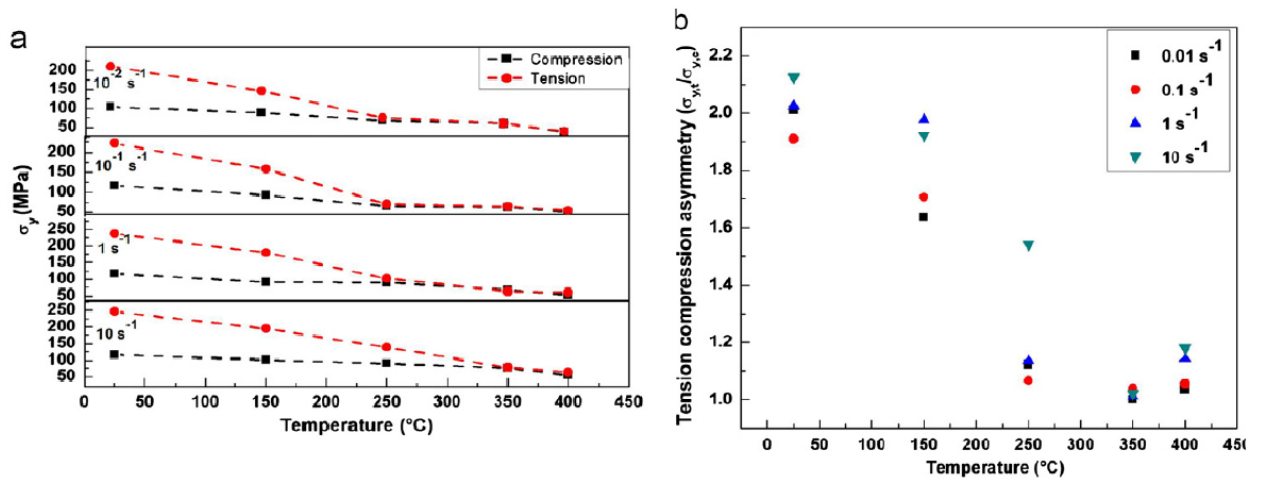 a
Compression
Tension
10⁻² s⁻¹
200
150
100
50
10⁻¹ s⁻¹
200
150
100
50
1 s⁻¹
250
200
150
100
50
10 s⁻¹
250
200
150
100
50
σy (MPa)
0 50 100 150 200 250 300 350 400 450
Temperature (°C)
b
0.01 s⁻¹
0.1 s⁻¹
1 s⁻¹
10 s⁻¹
2.2
2.0
1.8
1.6
1.4
1.2
1.0
Tension compression asymmetry (σy,t/σy,c)
0 50 100 150 200 250 300 350 400 450
Temperature (°C)